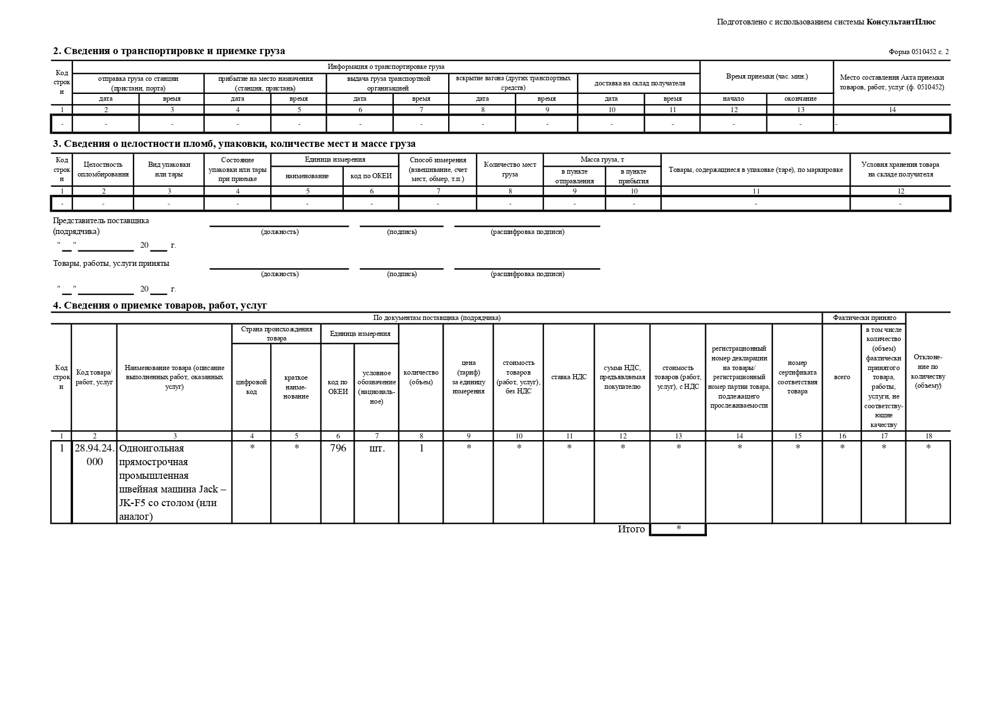 Подготовлено с использованием системы КонсультантПлюс
2. Сведения о транспортировке и приемке груза
Форма 0510452 с. 2
Код строки
Информация о транспортировке груза
Время приемки (час. мин.)
Место составления Акта приемки товаров, работ, услуг (ф. 0510452)
отправка груза со станции (пристани, порта)
прибытие на место назначения (станция, пристань)
выдача груза транспортной организацией
вскрытие вагона (других транспортных средств)
доставка на склад получателя
дата время дата время дата время дата время дата время начало окончание
1 2 3 4 5 6 7 8 9 10 11 12 13 14
- - - - - - - - - - - - - -
3. Сведения о целостности пломб, упаковки, количестве мест и массе груза
Код строки
Целостность опломбирования
Вид упаковки или тары
Состояние упаковки или тары при приемке
Единица измерения
наименование
код по ОКЕИ
Способ измерения (взвешивание, счет мест, обмер, т.п.)
Количество мест груза
Масса груза, т
в пункте отправления
в пункте прибытия
Товары, содержащиеся в упаковке (таре), по маркировке
Условия хранения товара на складе получателя
1 2 3 4 5 6 7 8 9 10 11 12
- - - - - - - - - - - -
Представитель поставщика
(подрядчика)
(должность) (подпись) (расшифровка подписи)
" __ " ________ 20 ___ г.
Товары, работы, услуги приняты
(должность) (подпись) (расшифровка подписи)
" __ " ________ 20 ___ г.
4. Сведения о приемке товаров, работ, услуг
По документам поставщика (подрядчика)
Фактически принято
Код строки
Код товара/ работ, услуг
Наименование товара (описание выполненных работ, оказанных услуг)
Страна происхождения товара
цифровой код
краткое наиме-нование
Единица измерения
код по ОКЕИ
условное обозначение (националь-ное)
количество (объем)
цена (тариф) за единицу измерения
стоимость товаров (работ, услуг), без НДС
ставка НДС
сумма НДС, предъявляемая покупателю
стоимость товаров (работ, услуг), с НДС
регистрационный номер декларации на товары/ регистрационный номер партии товара, подлежащего прослеживаемости
номер сертификата соответствия товара
всего
в том числе количество (объем) фактически принятого товара, работы, услуги, не соответству-ющие качеству
Отклоне-ние по количеству (объему)
1 2 3 4 5 6 7 8 9 10 11 12 13 14 15 16 17 18
1 28.94.24. Одноигольная * * 796 шт. 1 * * * * * * * * * *
000 прямострочная
промышленная
швейная машина Jack –
JK-F5 со столом (или
аналог)
Итого *